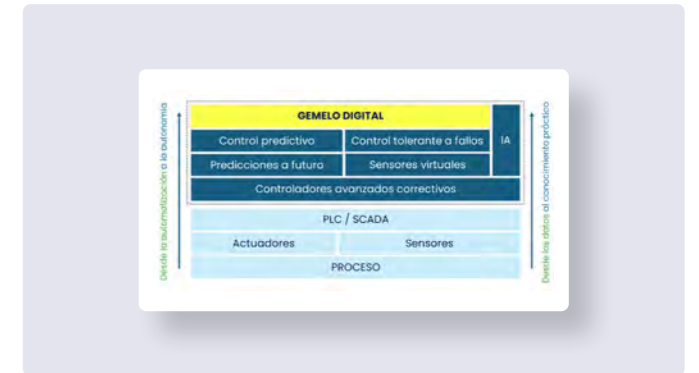 Desde la automatización a la autonomía
GEMELO DIGITAL
Control predictivo
Control tolerante a fallos
IA
Predicciones a futuro
Sensores virtuales
Controladores avanzados correctivos
PLC / SCADA
Actuadores
Sensores
PROCESO
Desde los datos al conocimiento práctico